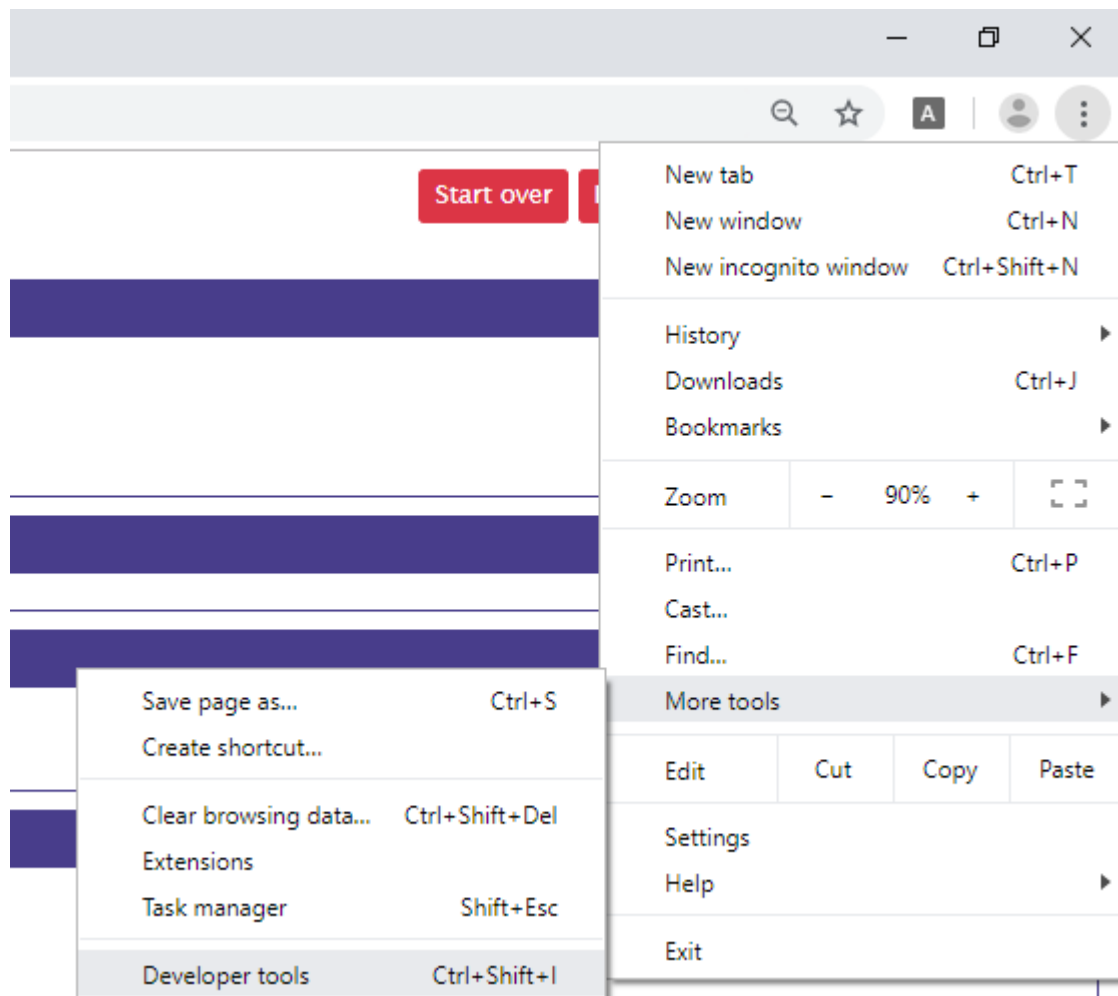 A
Start over
New tab Ctrl+T
New window Ctrl+N
New incognito window Ctrl+Shift+N
History
Downloads Ctrl+J
Bookmarks
Zoom - 90% +
Print... Ctrl+P
Cast...
Find... Ctrl+F
More tools
Edit Cut Copy Paste
Settings
Help
Exit
Save page as... Ctrl+S
Create shortcut...
Clear browsing data... Ctrl+Shift+Del
Extensions
Task manager Shift+Esc
Developer tools Ctrl+Shift+I